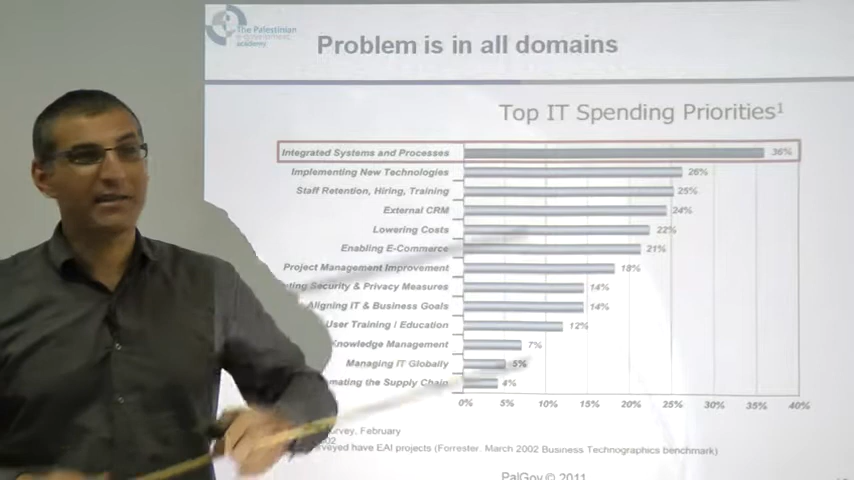 The Palestinian
e-government
academy
Problem is in all domains
Top IT Spending Priorities¹
Integrated Systems and Processes 36%
Implementing New Technologies 26%
Staff Retention, Hiring, Training 25%
External CRM 24%
Lowering Costs 22%
Enabling E-Commerce 21%
Project Management Improvement 18%
Security & Privacy Measures 14%
Aligning IT & Business Goals 14%
User Training / Education 12%
Knowledge Management 7%
Managing IT Globally 5%
the Supply Chain 4%
0% 5% 10% 15% 20% 25% 30% 35% 40%
February
have EAI projects (Forrester. March 2002 Business Technographics benchmark)
PalGov © 2011